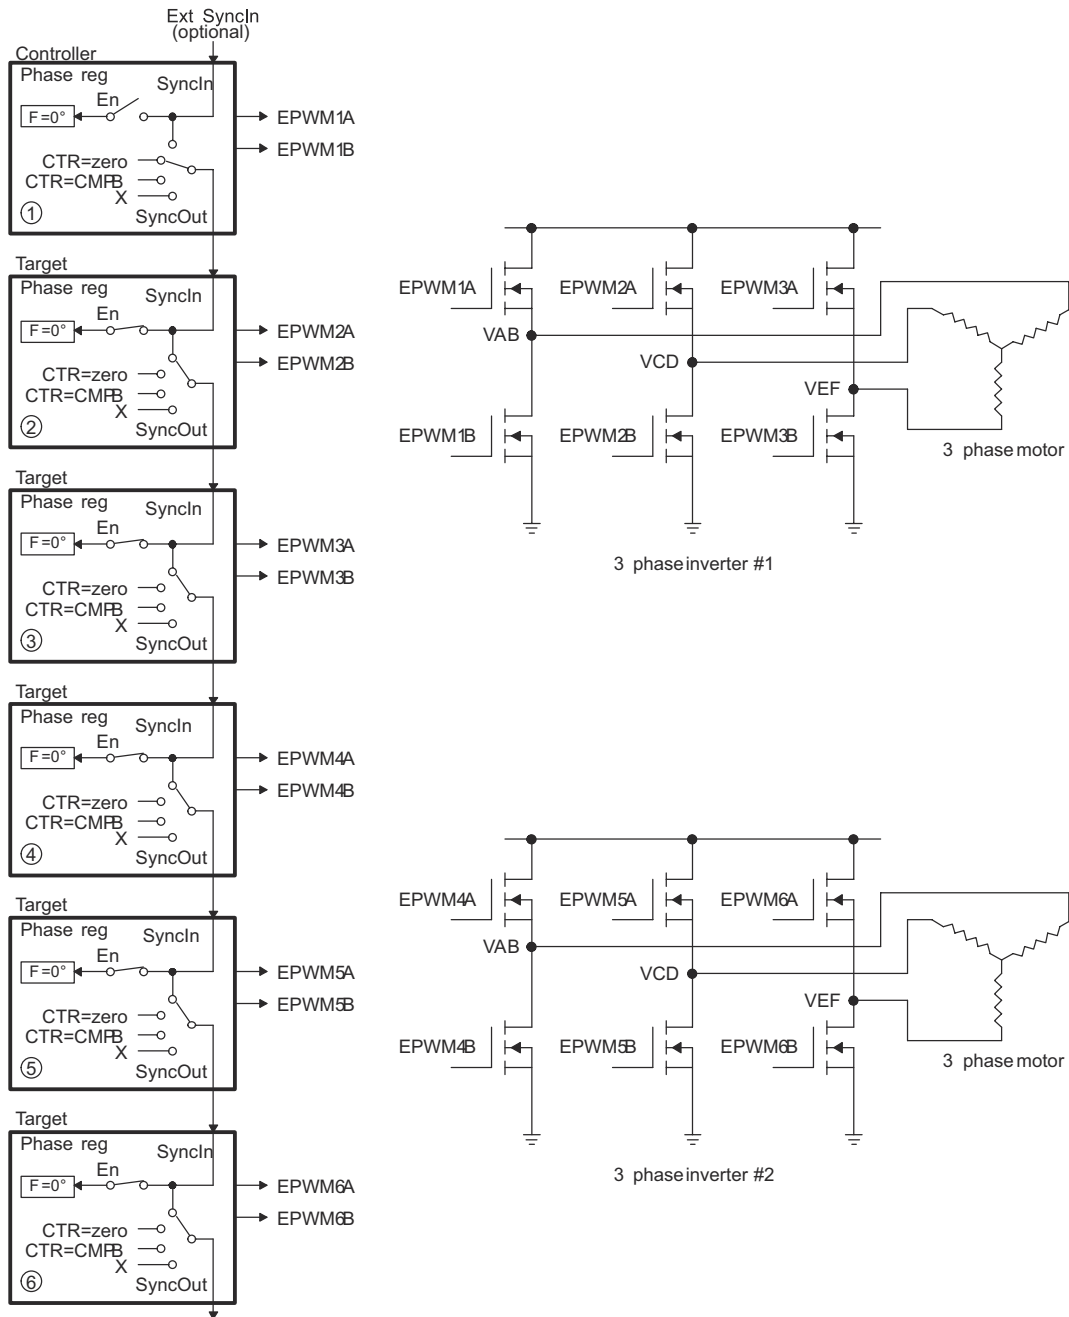 Ext SyncIn
(optional)
Controller
Phase reg
SyncIn
En
F=0°
EPWM1A
EPWM1B
CTR=zero
CTR=CMPB
X
1
SyncOut
Target
Phase reg
SyncIn
En
F=0°
EPWM2A
EPWM2B
CTR=zero
CTR=CMPB
X
2
SyncOut
Target
Phase reg
SyncIn
En
F=0°
EPWM3A
EPWM3B
CTR=zero
CTR=CMPB
X
3
SyncOut
Target
Phase reg
SyncIn
En
F=0°
EPWM4A
EPWM4B
CTR=zero
CTR=CMPB
X
4
SyncOut
Target
Phase reg
SyncIn
En
F=0°
EPWM5A
EPWM5B
CTR=zero
CTR=CMPB
X
5
SyncOut
Target
Phase reg
SyncIn
En
F=0°
EPWM6A
EPWM6B
CTR=zero
CTR=CMPB
X
6
SyncOut
EPWM1A
EPWM2A
EPWM3A
VAB
VCD
VEF
EPWM1B
EPWM2B
EPWM3B
3 phase motor
3 phase inverter #1
EPWM4A
EPWM5A
EPWM6A
VAB
VCD
VEF
EPWM4B
EPWM5B
EPWM6B
3 phase motor
3 phase inverter #2